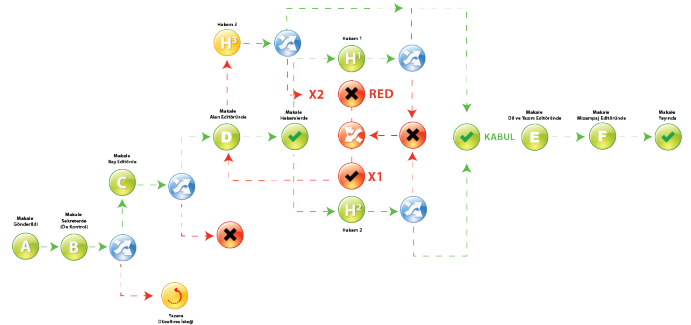 Hakem 3
H3
Hakem 1
H1
X2
RED
Makale
Alan Editöründe
D
Makale
Hakemlerde
KABUL
Makale
Dil ve Yazım Editöründe
E
Makale
Mizanpaj Editöründe
F
Makale
Yayında
Makale
Baş Editörde
C
X1
H2
Hakem 2
Makale
Gönderildi
A
Makale
Sekreterde
(Ön Kontrol)
B
Yazara
Düzeltme İsteği